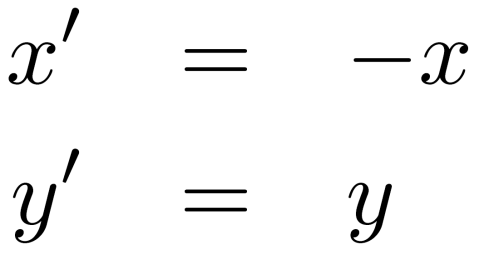 x′ = −x
y′ = y